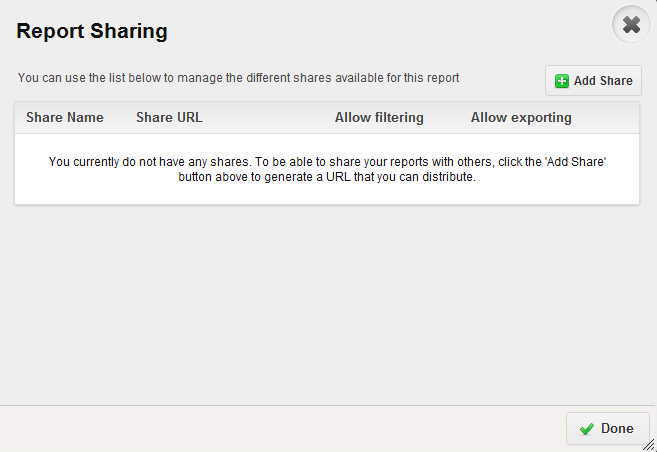 Report Sharing
You can use the list below to manage the different shares available for this report
Add Share
Share Name Share URL Allow filtering Allow exporting
You currently do not have any shares. To be able to share your reports with others, click the 'Add Share'
button above to generate a URL that you can distribute.
Done